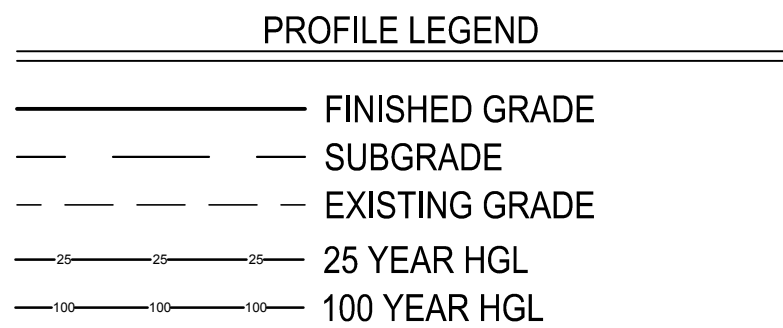 PROFILE LEGEND
FINISHED GRADE
SUBGRADE
EXISTING GRADE
25 25 25 25 YEAR HGL
100 100 100 100 YEAR HGL